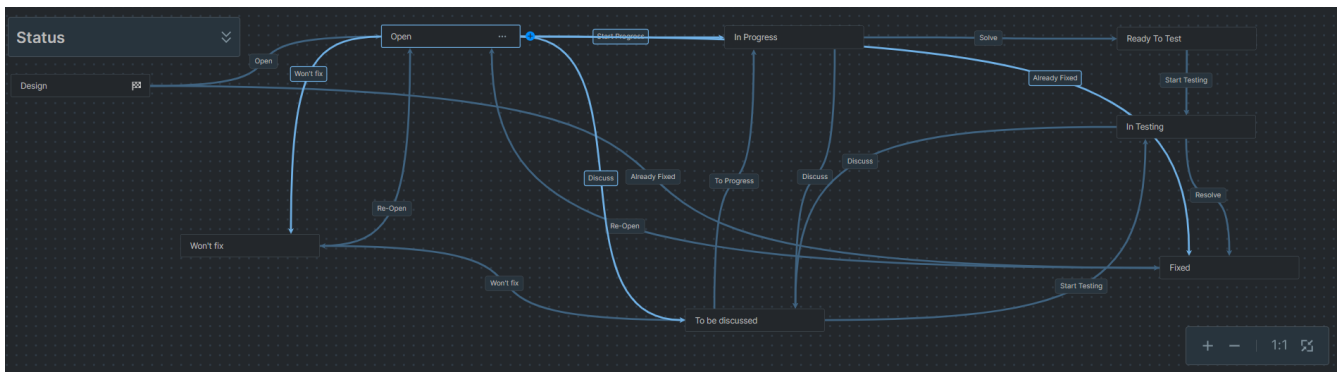 Status
Open
Design
Open
...
Won't fix
Start Progress
In Progress
Solve
Ready To Test
Already Fixed
Start Testing
In Testing
Discuss
Already Fixed
To Progress
Discuss
Discuss
Resolve
Re-Open
Re-Open
Won't fix
Fixed
Won't fix
Start Testing
To be discussed
+ − | 1:1